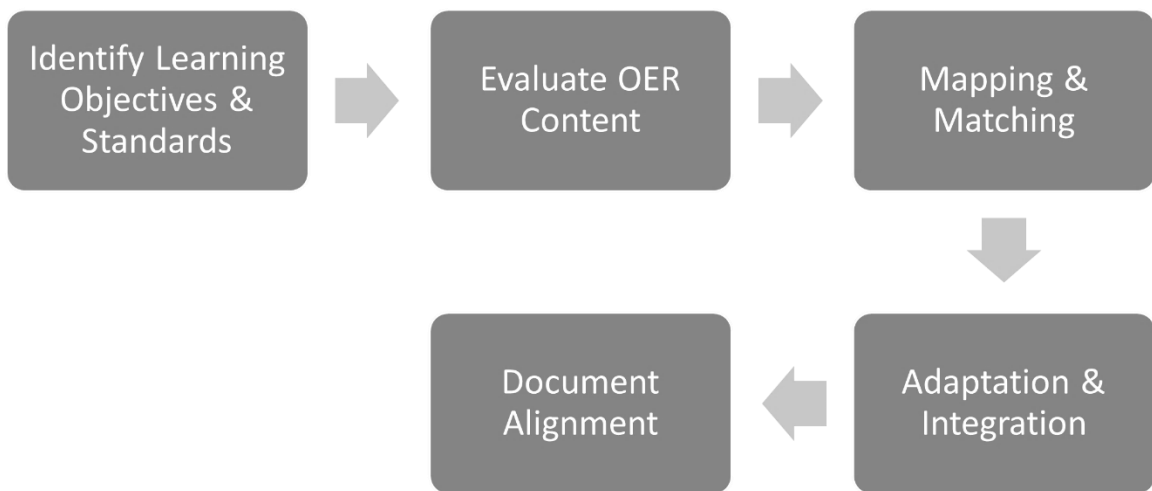 Identify Learning
Objectives &
Standards
Evaluate OER
Content
Mapping &
Matching
Adaptation &
Integration
Document
Alignment